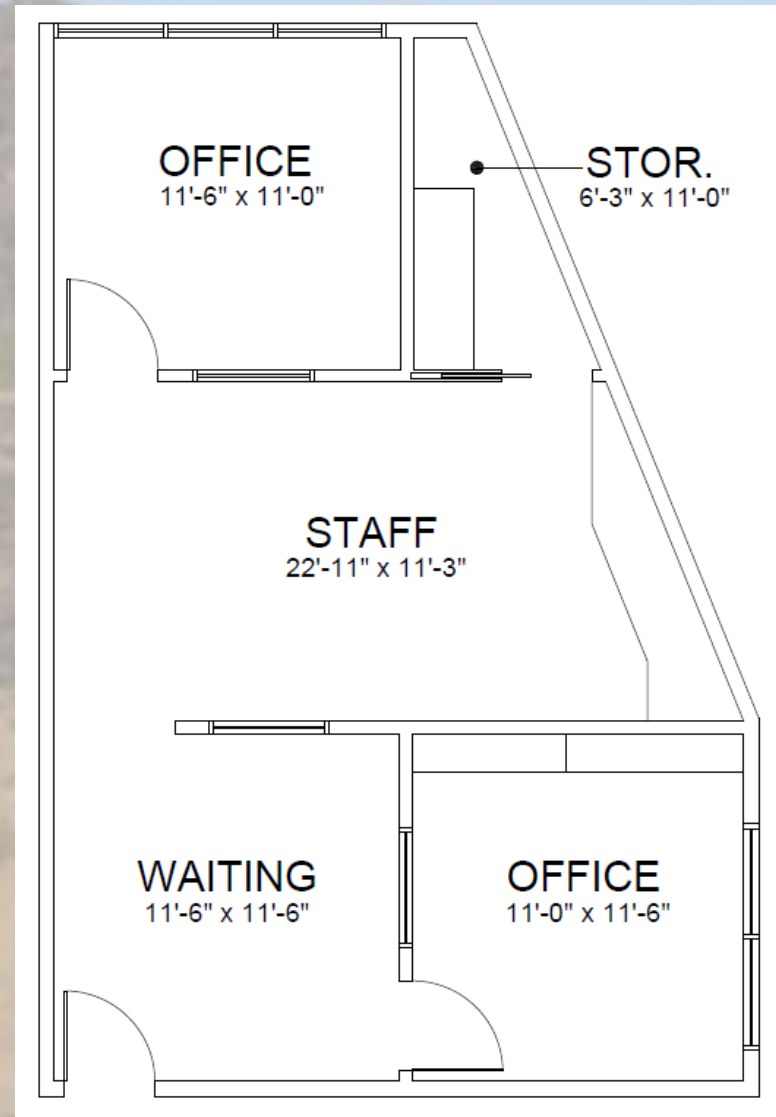 OFFICE
11'-6" x 11'-0"
STOR.
6'-3" x 11'-0"
STAFF
22'-11" x 11'-3"
WAITING
11'-6" x 11'-6"
OFFICE
11'-0" x 11'-6"